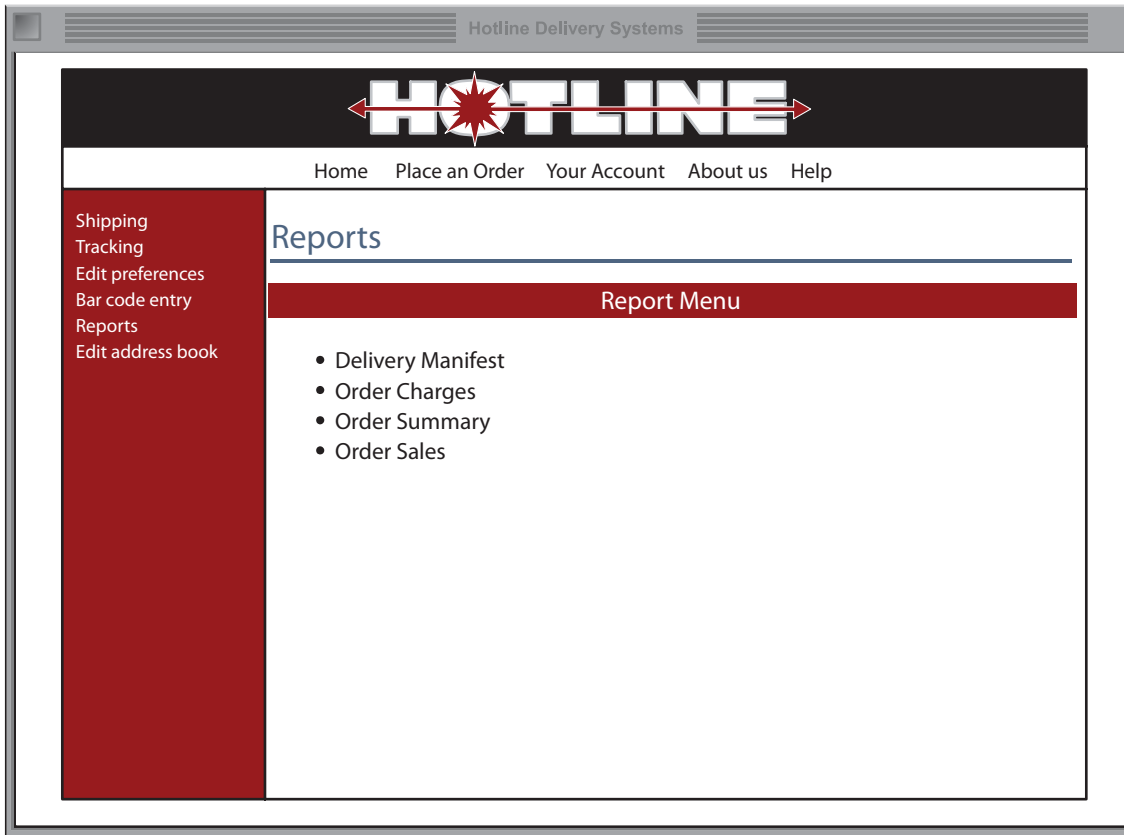 Hotline Delivery Systems
HOTLINE
Home Place an Order Your Account About us Help
Shipping
Tracking
Edit preferences
Bar code entry
Reports
Edit address book
Reports
Report Menu
• Delivery Manifest
• Order Charges
• Order Summary
• Order Sales